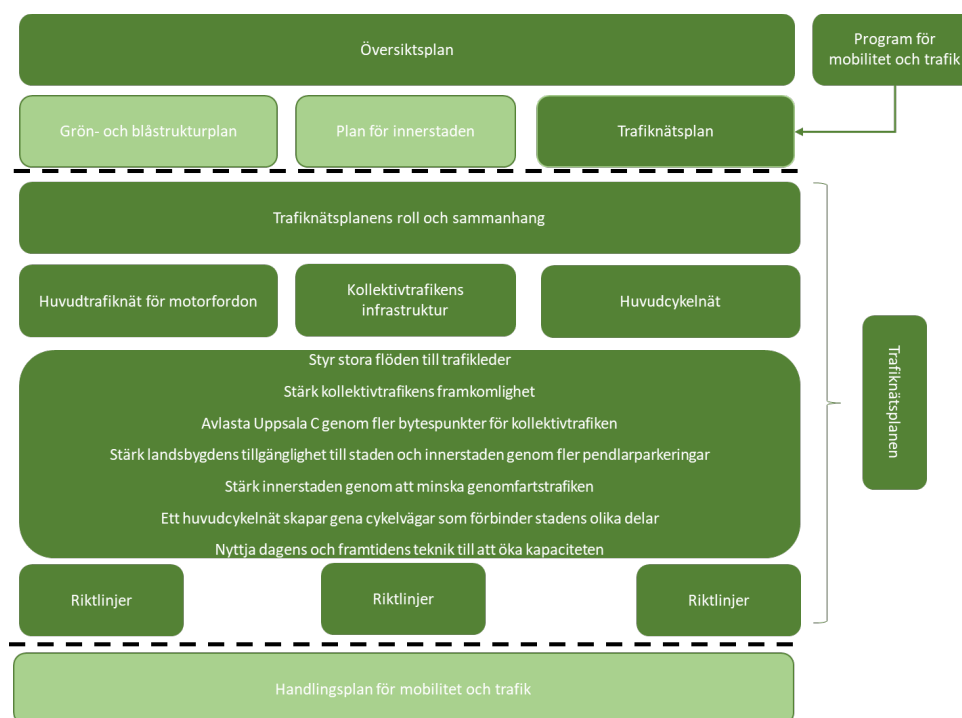 Översiktsplan
Program för
mobilitet och trafik
Grön- och blåstrukturplan
Plan för innerstaden
Trafiknätsplan
Trafiknätsplanens roll och sammanhang
Huvudtrafiknät för motorfordon
Kollektivtrafikens
infrastruktur
Huvudcykelnät
Styr stora flöden till trafikleder
Stärk kollektivtrafikens framkomlighet
Avlasta Uppsala C genom fler bytespunkter för kollektivtrafiken
Stärk landsbygdens tillgänglighet till staden och innerstaden genom fler pendlarparkeringar
Stärk innerstaden genom att minska genomfartstrafiken
Ett huvudcykelnät skapar gena cykelvägar som förbinder stadens olika delar
Nyttja dagens och framtidens teknik till att öka kapaciteten
Trafiknätsplanen
Riktlinjer
Riktlinjer
Riktlinjer
Handlingsplan för mobilitet och trafik